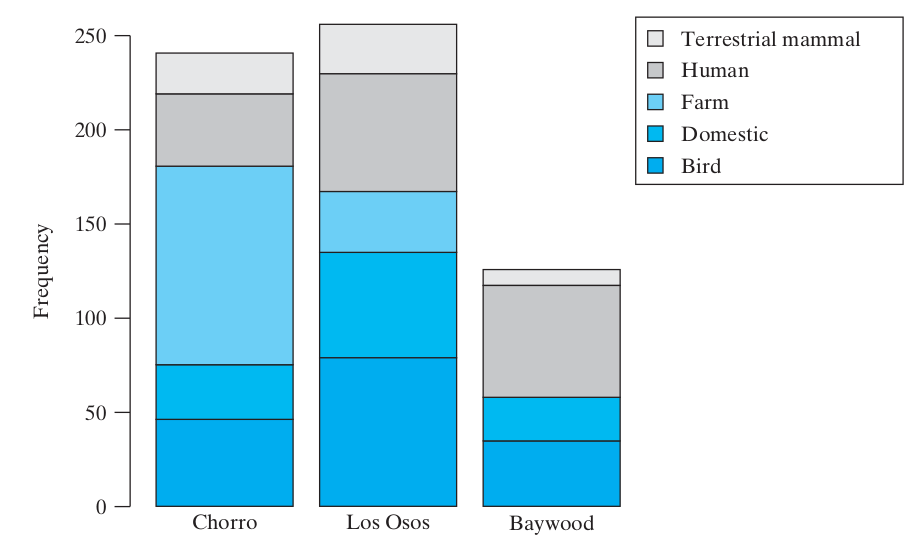 250
200
150
100
50
0
Frequency
Chorro
Los Osos
Baywood
Terrestrial mammal
Human
Farm
Domestic
Bird